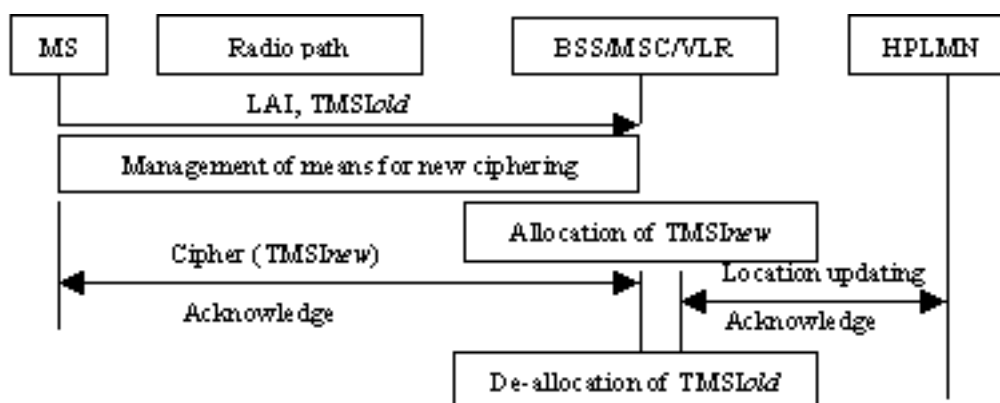 MS
Radio path
BSS/MSC/VLR
HPLMN
LAI, TMSIold
Management of means for new ciphering
Allocation of TMSInew
Cipher (TMSInew)
Location updating
Acknowledge
Acknowledge
De-allocation of TMSIold